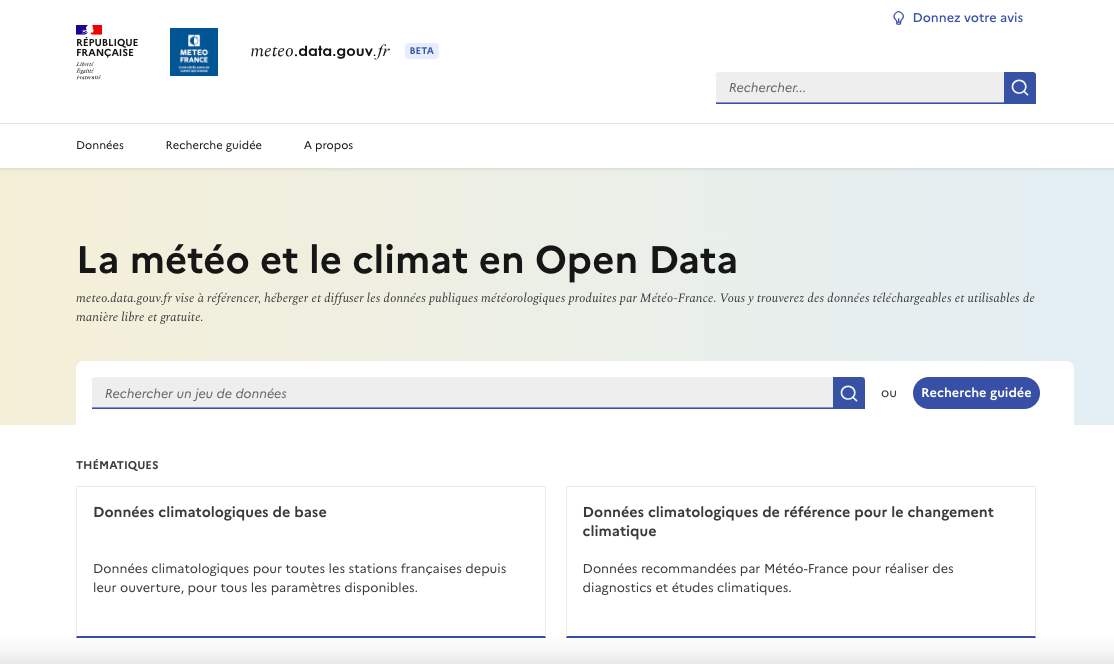 Donnez votre avis
RÉPUBLIQUE
FRANÇAISE
Liberté
Égalité
Fraternité
METEO
FRANCE
meteo.data.gouv.fr BETA
Rechercher...
Données Recherche guidée A propos
La météo et le climat en Open Data
meteo.data.gouv.fr vise à référencer, héberger et diffuser les données publiques météorologiques produites par Météo-France. Vous y trouverez des données téléchargeables et utilisables de
manière libre et gratuite.
Rechercher un jeu de données ou Recherche guidée
THÉMATIQUES
Données climatologiques de base
Données climatologiques pour toutes les stations françaises depuis
leur ouverture, pour tous les paramètres disponibles.
Données climatologiques de référence pour le changement
climatique
Données recommandées par Météo-France pour réaliser des
diagnostics et études climatiques.